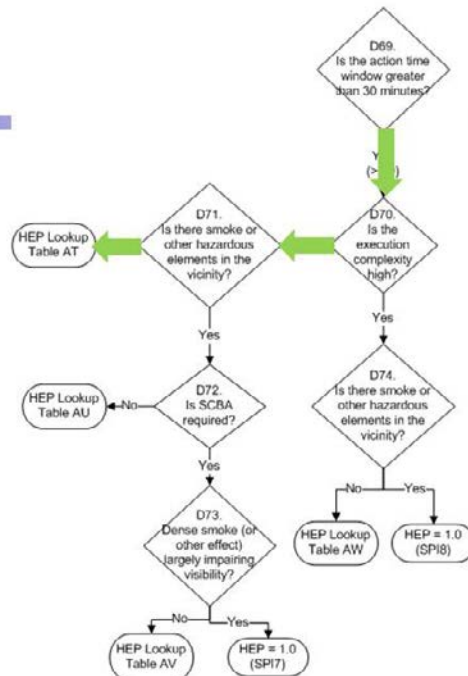 D69.
Is the action time
window greater
than 30 minutes?
D71.
Is there smoke or
other hazardous
elements in the
vicinity?
D70.
Is the
execution
complexity
high?
HEP Lookup
Table AT
Yes
Yes
D72.
Is SCBA
required?
D74.
Is there smoke or
other hazardous
elements in the
vicinity?
HEP Lookup
Table AU
No
Yes
No
Yes
D73.
Dense smoke (or
other effect)
largely impairing
visibility?
HEP Lookup
Table AW
HEP = 1.0
(SPI8)
No
Yes
HEP Lookup
Table AV
HEP = 1.0
(SPI7)